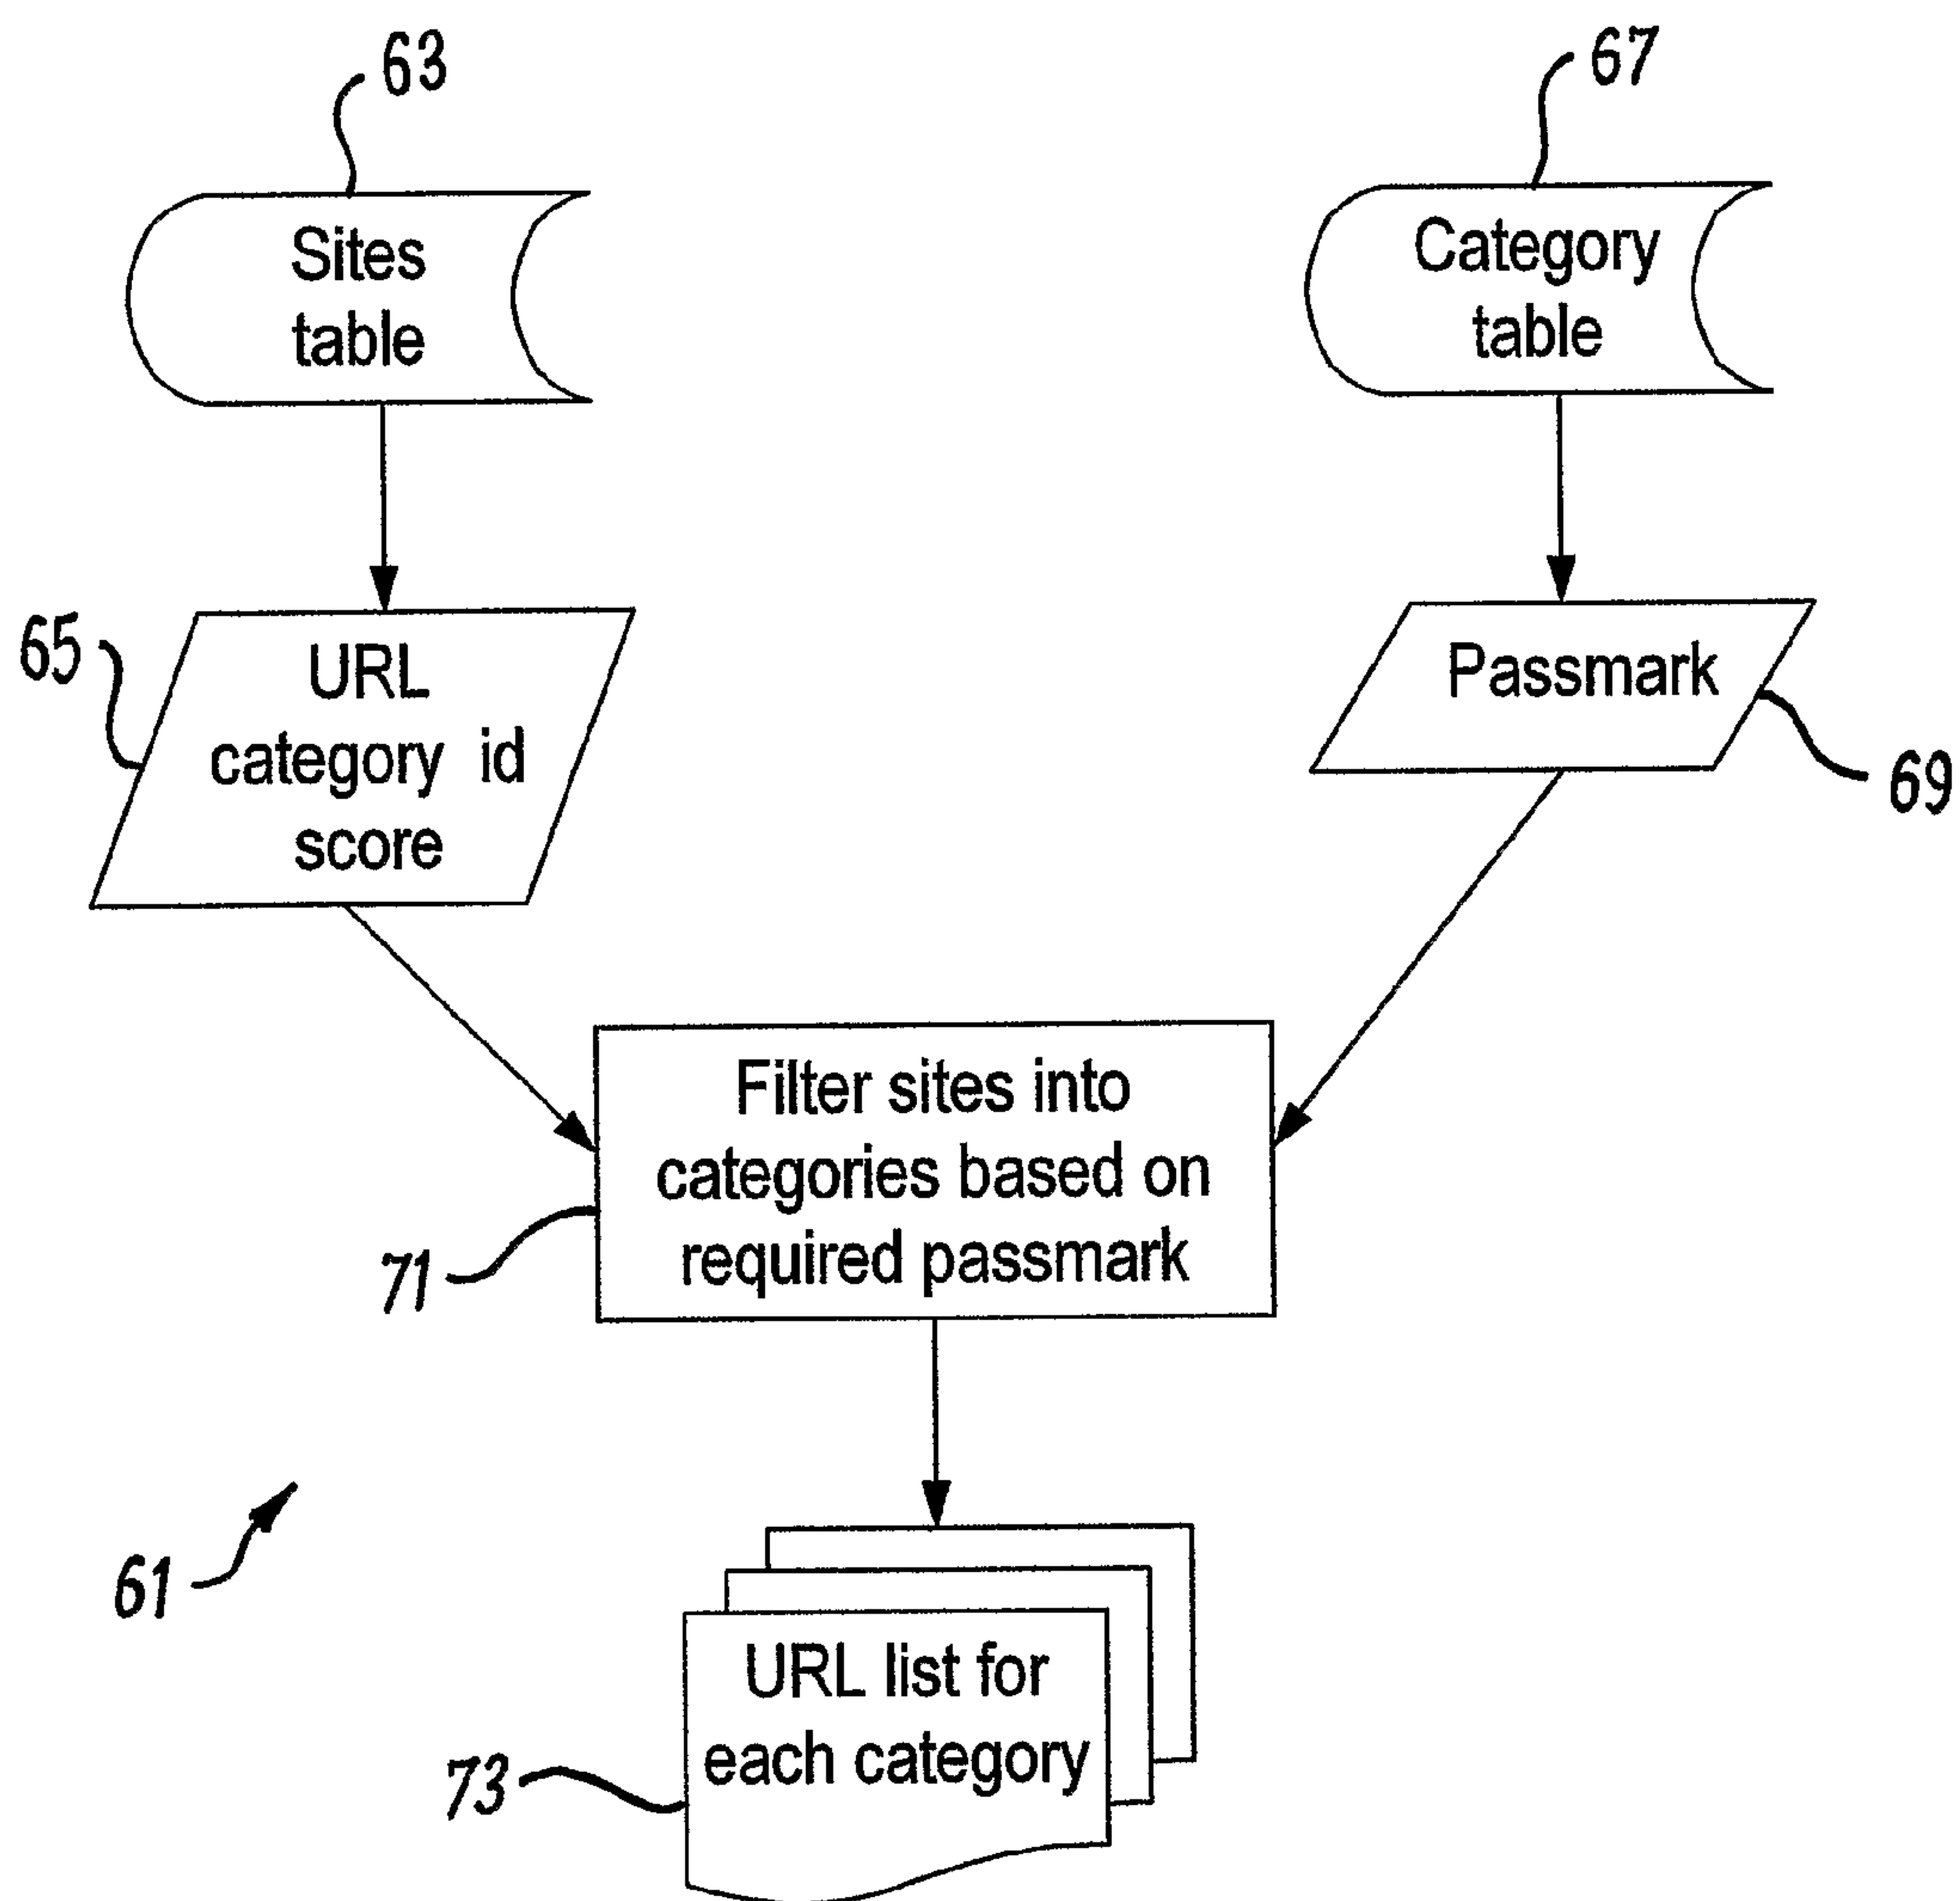 63
67
Sites
table
Category
table
65
URL
category id
score
Passmark
69
Filter sites into
categories based on
required passmark
71
61
URL list for
each category
73